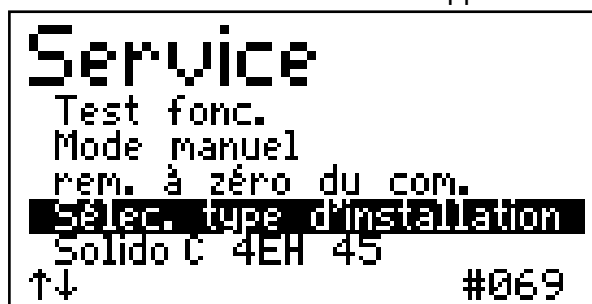 Service
Test fonc.
Mode manuel
rem. à zéro du com.
Sélec. type d'installation
Solido C 4EH 45
↑↓ #069